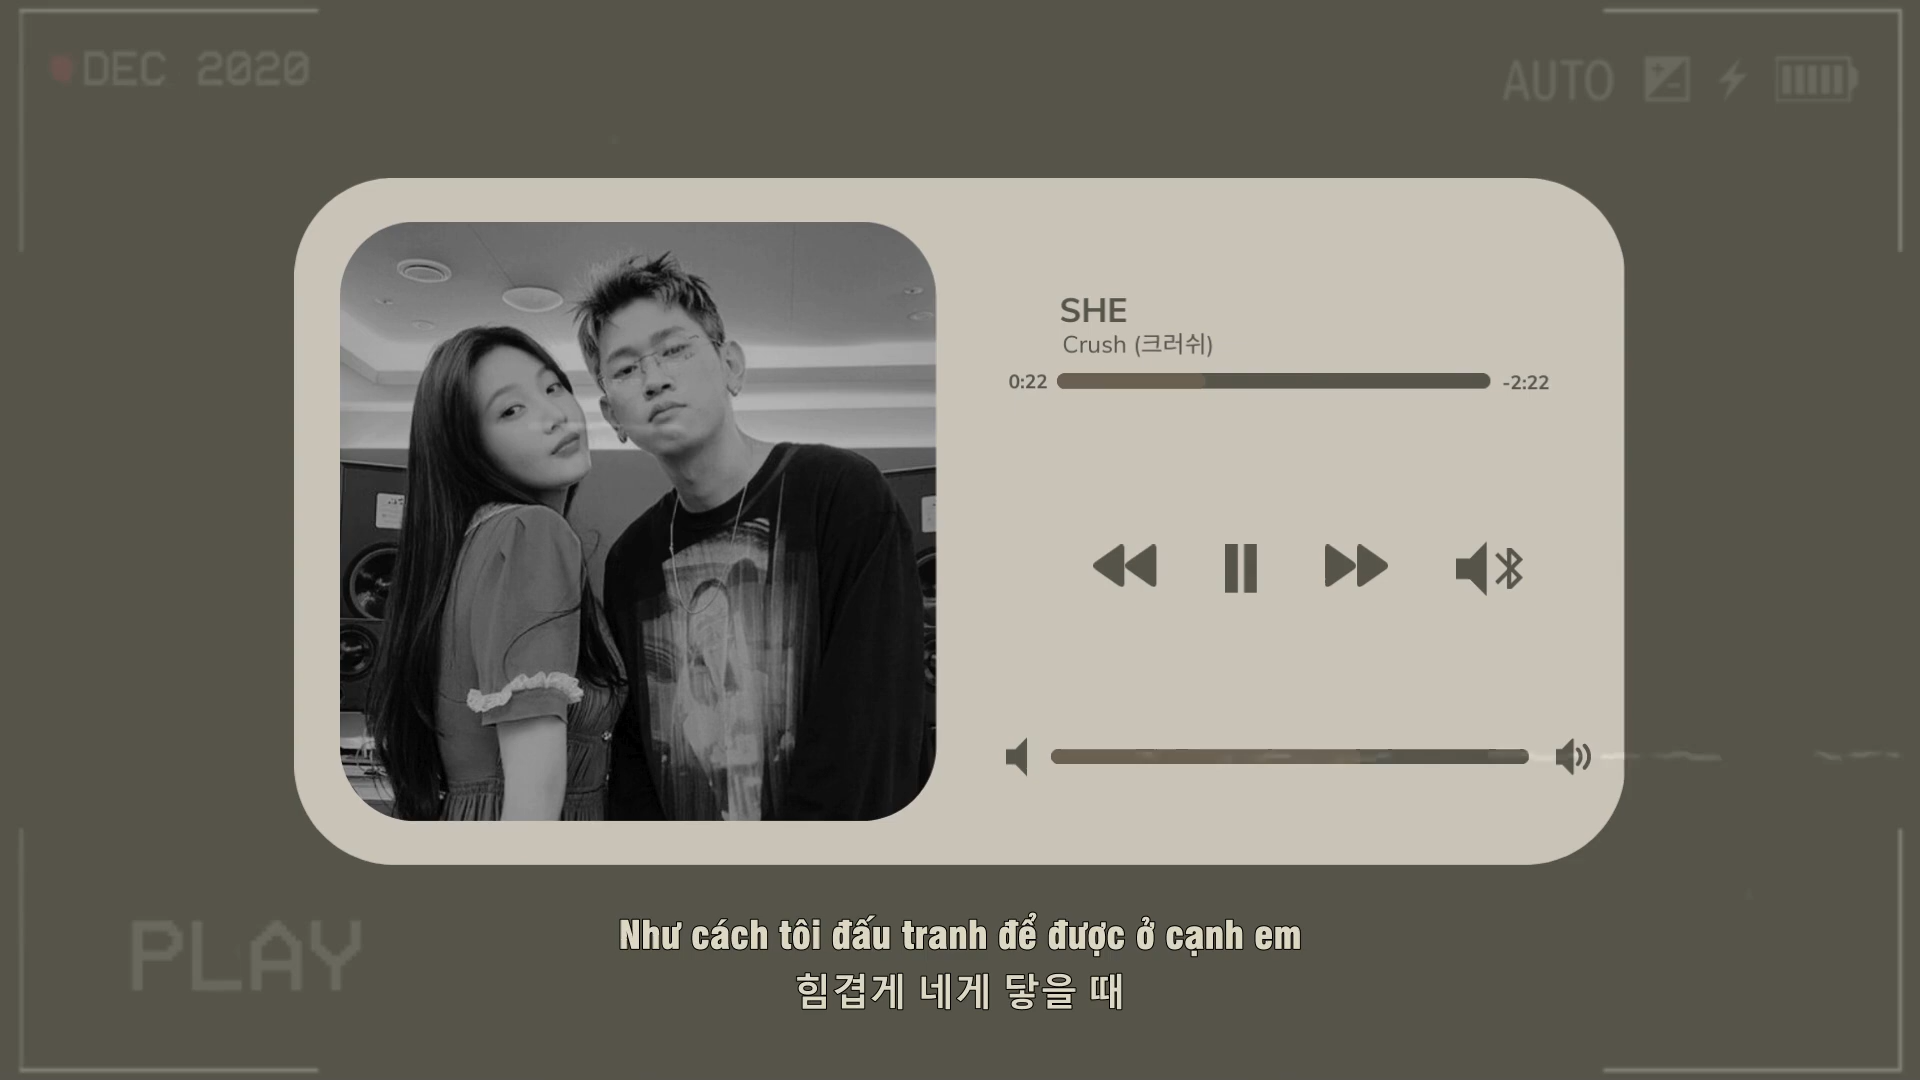 DEC 2020
AUTO
SHE
Crush (크러쉬)
0:22
-2:22
PLAY
Như cách tôi đấu tranh để được ở cạnh em
힘겹게 네게 닿을 때